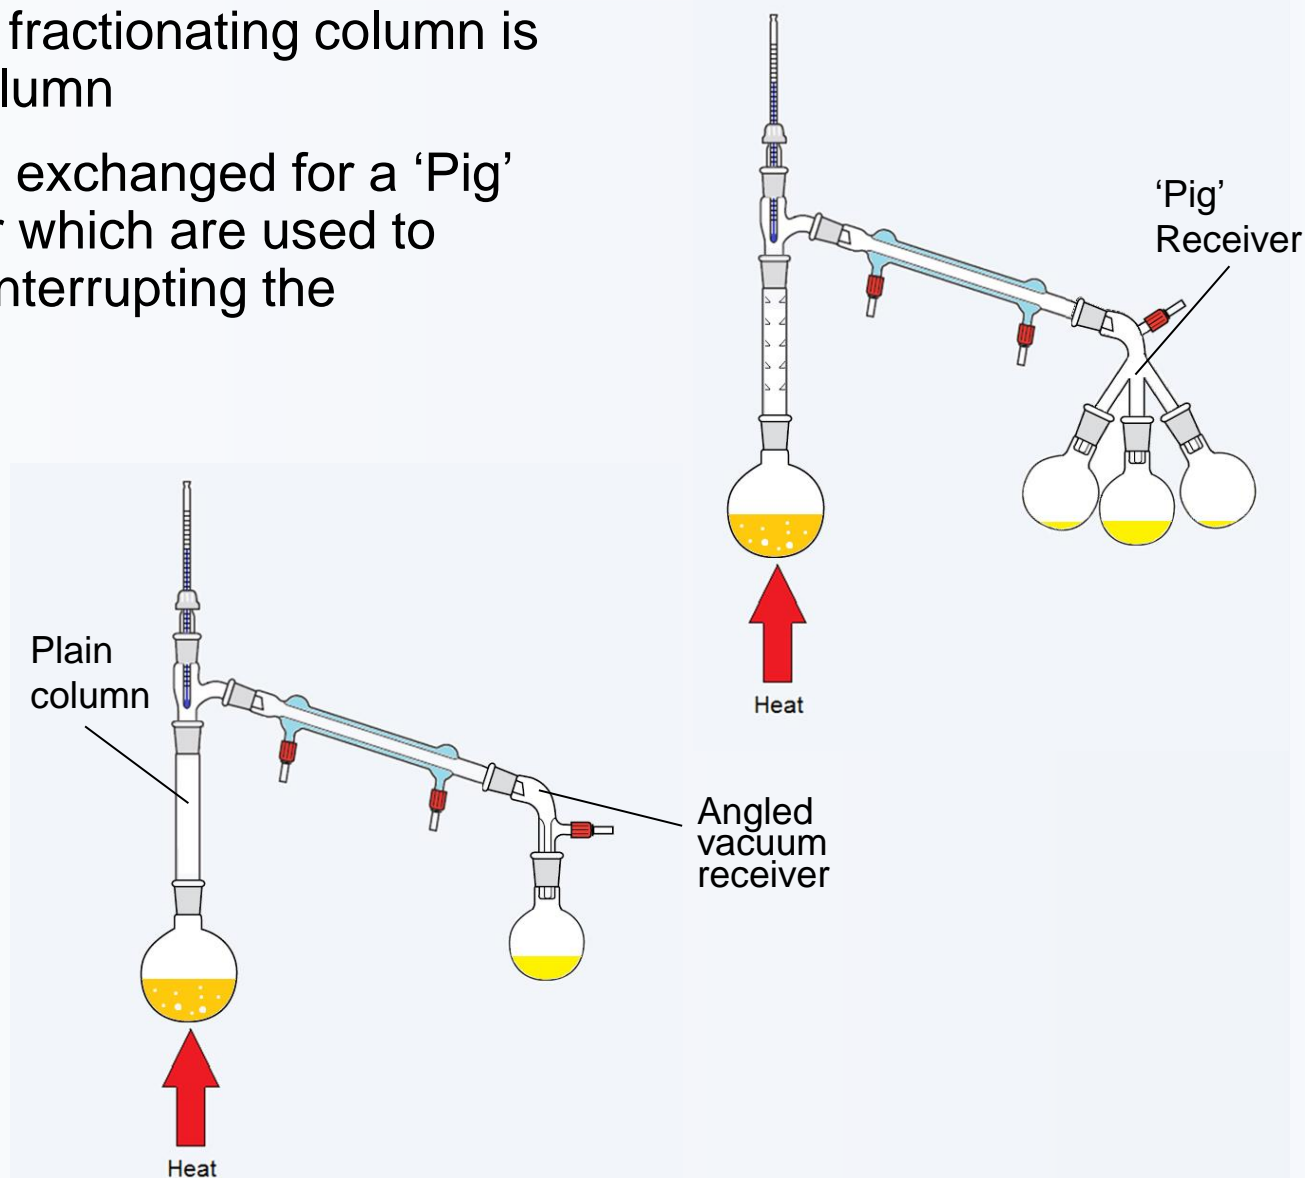 fractionating column is
lumn
exchanged for a ‘Pig’
r which are used to
nterrupting the
‘Pig’
Receiver
Heat
Plain
column
Angled
vacuum
receiver
Heat